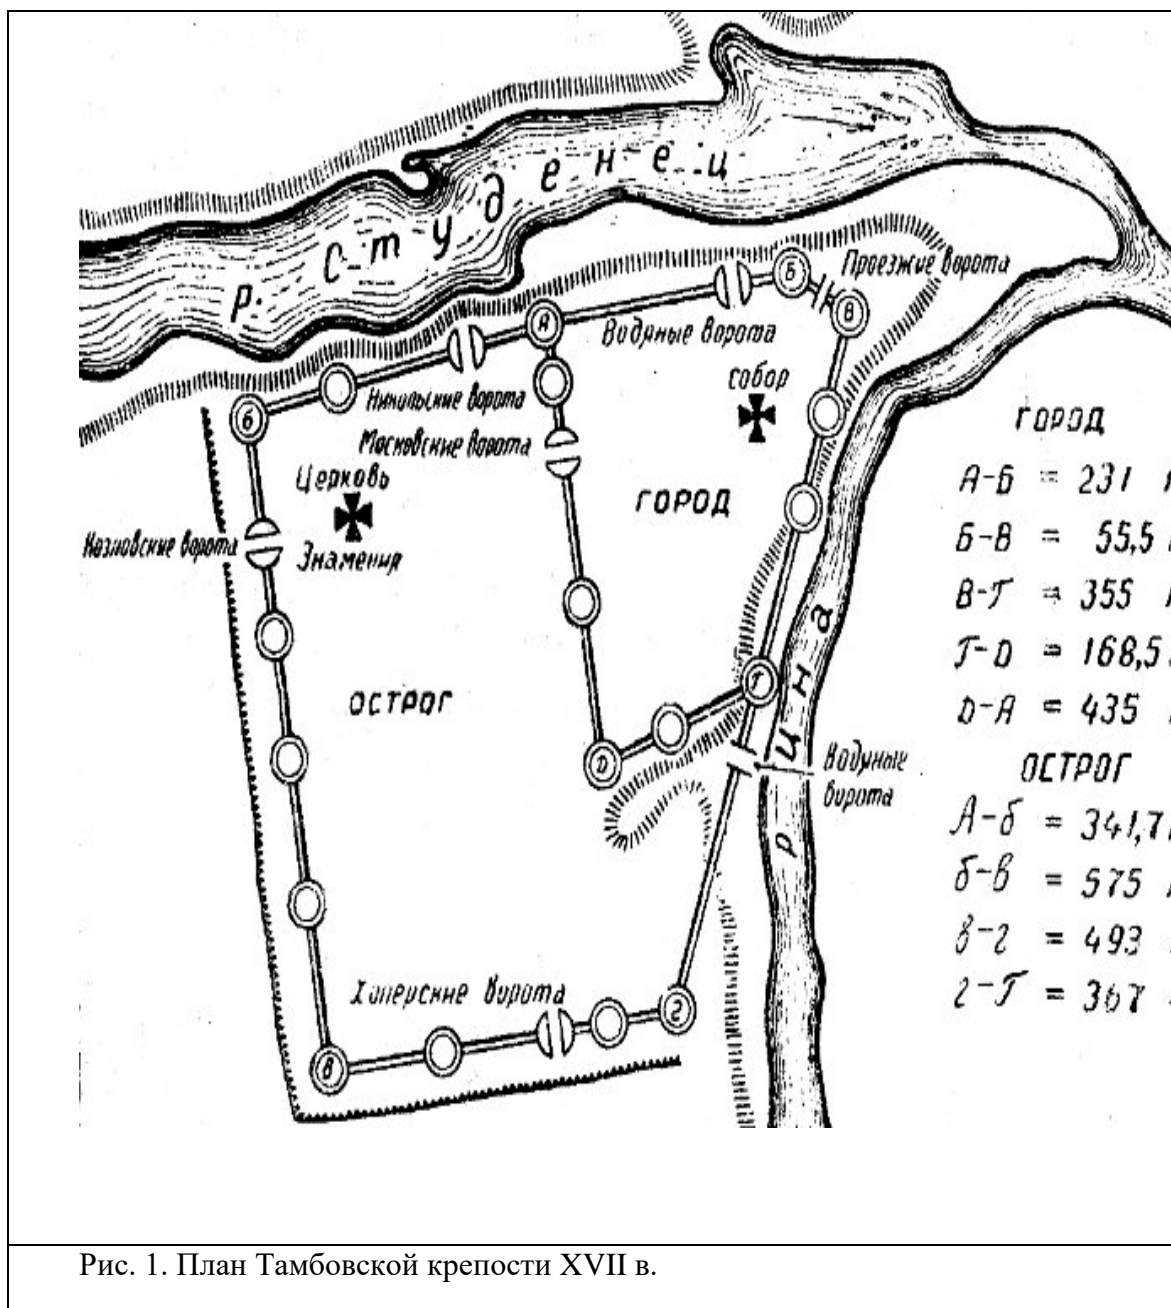 р. Студенец
Проезжие ворота
Б
В
А
Водяные ворота
собор
Никольские ворота
Московские ворота
б
Церковь
ГОРОД
Козловские ворота
Знамения
ОСТРОГ
Г
D
Водяные
ворота
р. Цна
Хоперские ворота
г
в
ГОРОД
А-Б = 231
Б-В = 55,5
В-Г = 355
Г-D = 168,5
D-А = 435
ОСТРОГ
А-б = 341,7
б-в = 575
в-г = 493
г-Г = 367
Рис. 1. План Тамбовской крепости XVII в.